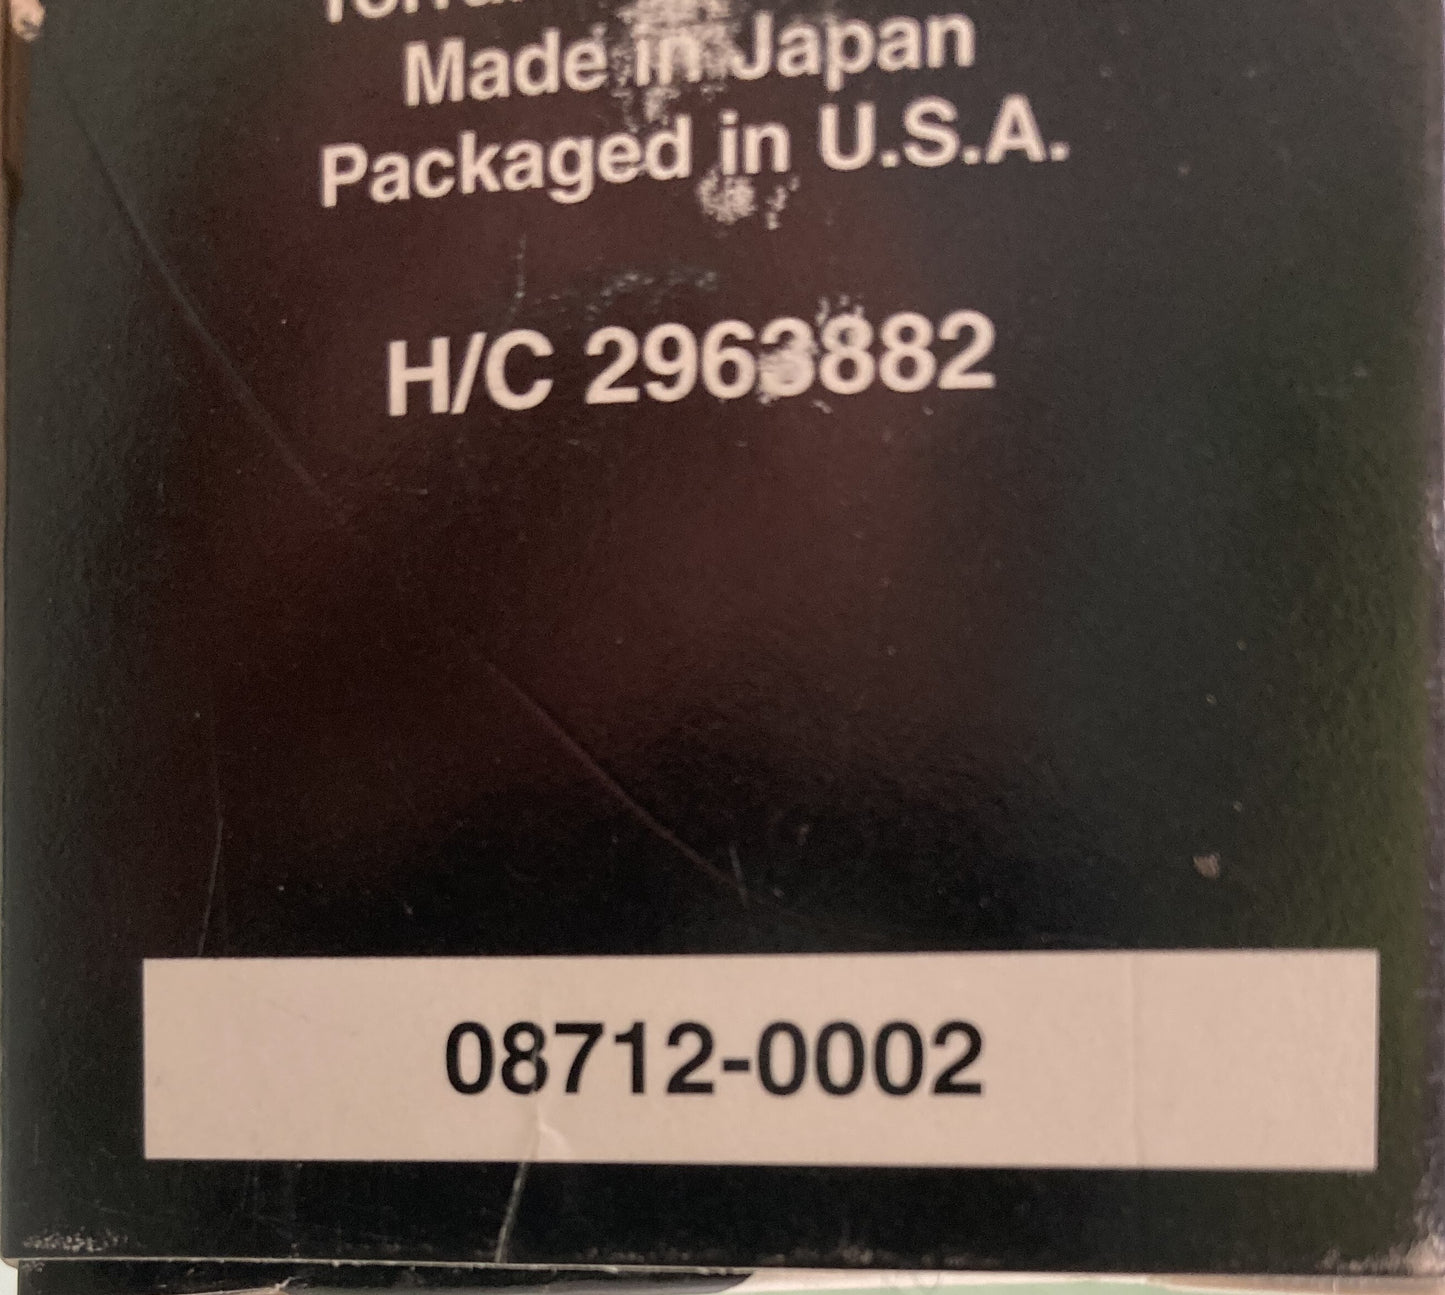 Made in Japan
Packaged in U.S.A.
H/C 2963882
08712-0002